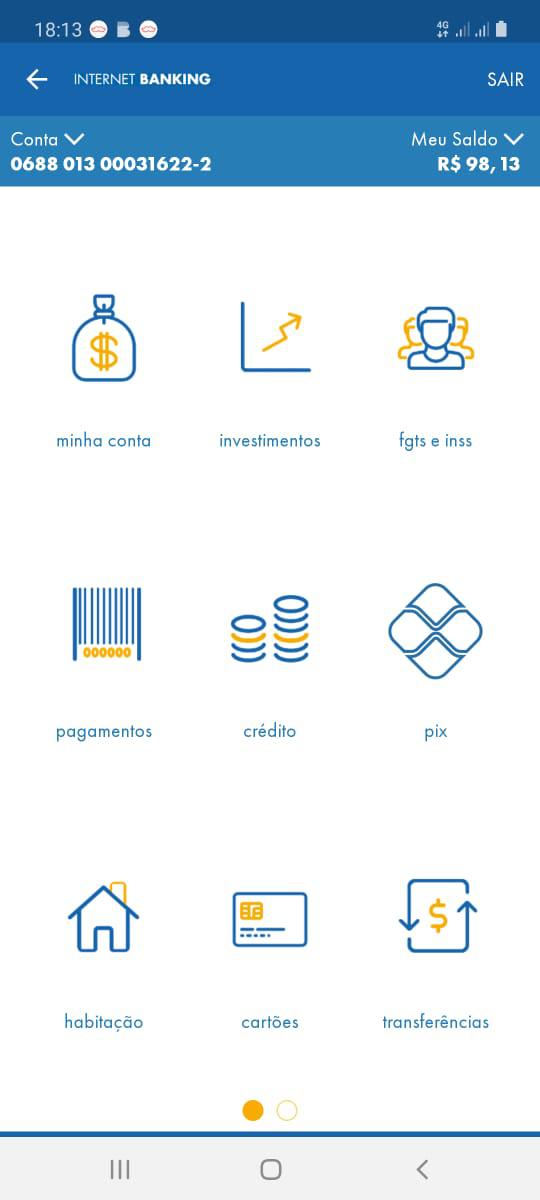 18:13
4G
INTERNET BANKING
SAIR
Conta
Meu Saldo
0688 013 00031622-2
R$ 98,13
minha conta
investimentos
fgts e inss
000000
pagamentos
crédito
pix
habitação
cartões
transferências